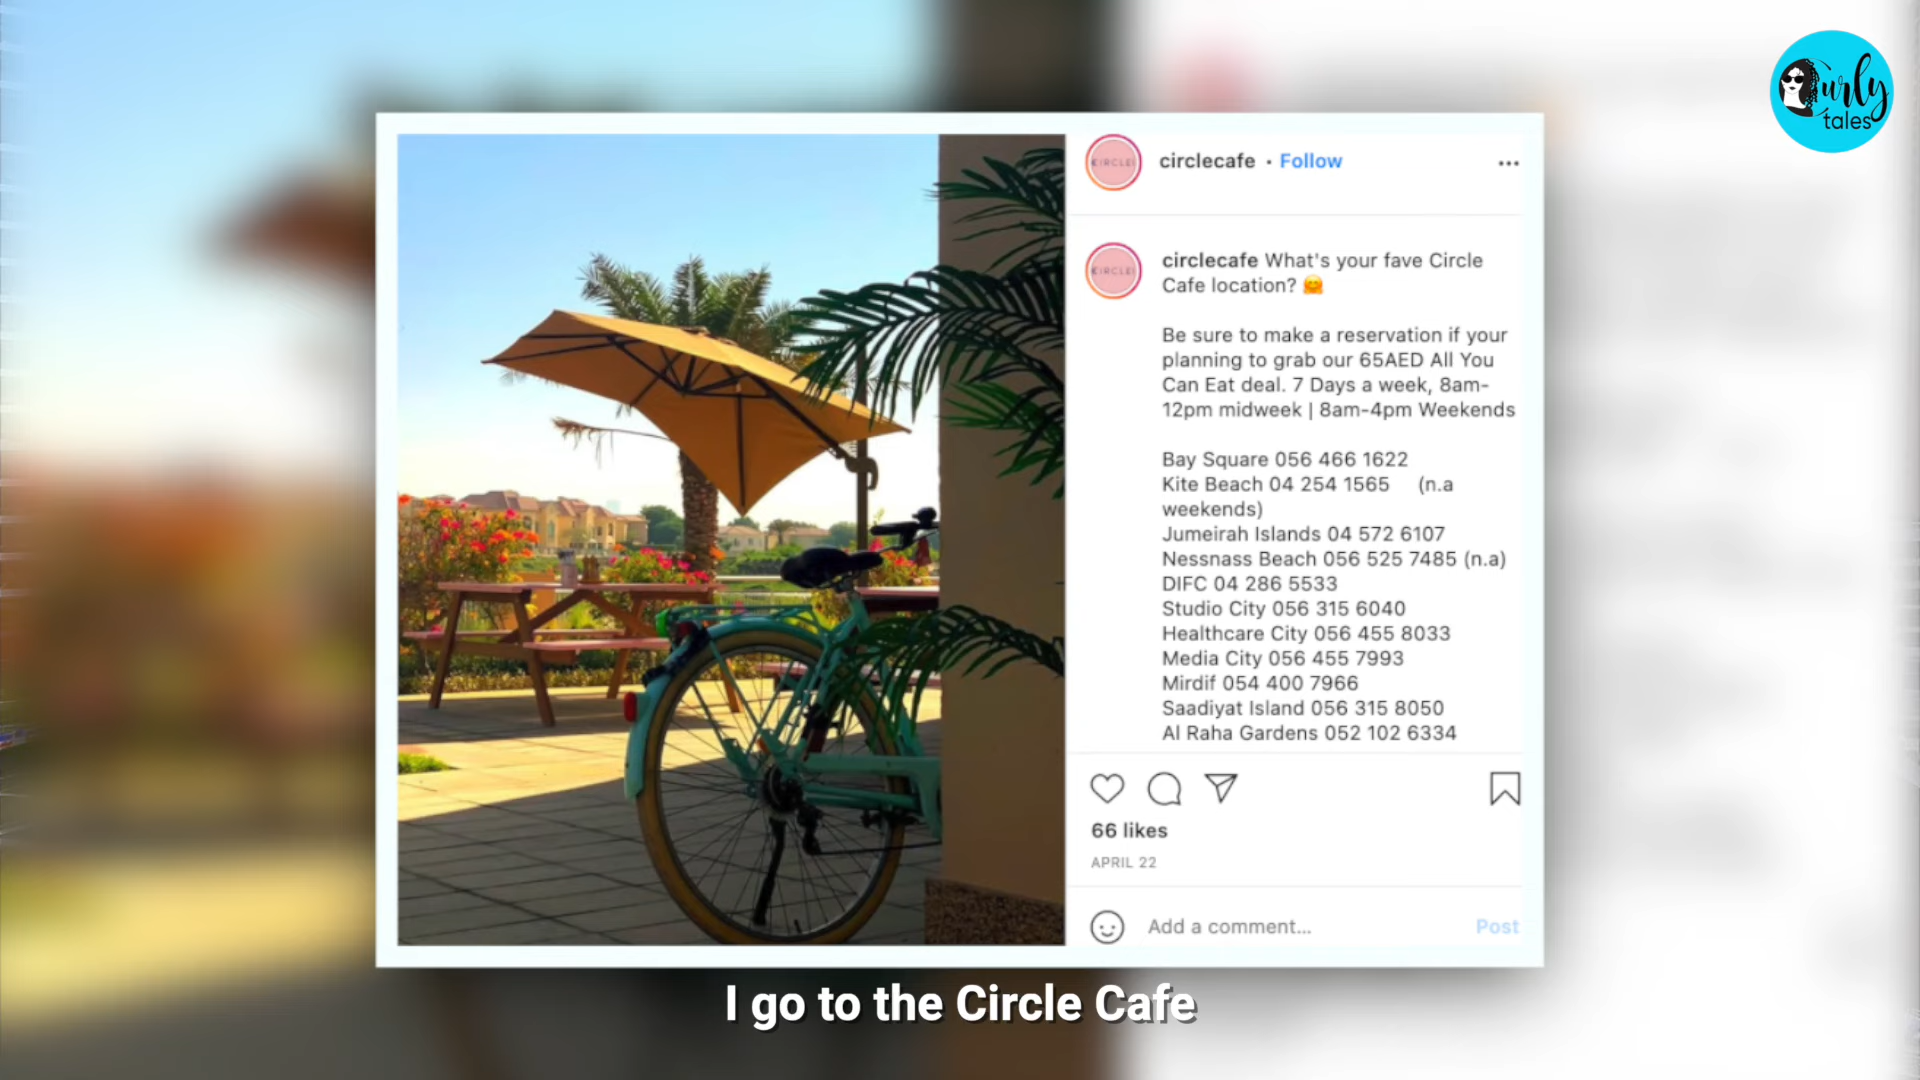 Curly
tales
CIRCLE
circlecafe • Follow
CIRCLE
circlecafe What's your fave Circle
Cafe location? 🤗
Be sure to make a reservation if your
planning to grab our 65AED All You
Can Eat deal. 7 Days a week, 8am-
12pm midweek | 8am-4pm Weekends
Bay Square 056 466 1622
Kite Beach 04 254 1565 (n.a
weekends)
Jumeirah Islands 04 572 6107
Nessnass Beach 056 525 7485 (n.a)
DIFC 04 286 5533
Studio City 056 315 6040
Healthcare City 056 455 8033
Media City 056 455 7993
Mirdif 054 400 7966
Saadiyat Island 056 315 8050
Al Raha Gardens 052 102 6334
66 likes
APRIL 22
Add a comment... Post
I go to the Circle Cafe